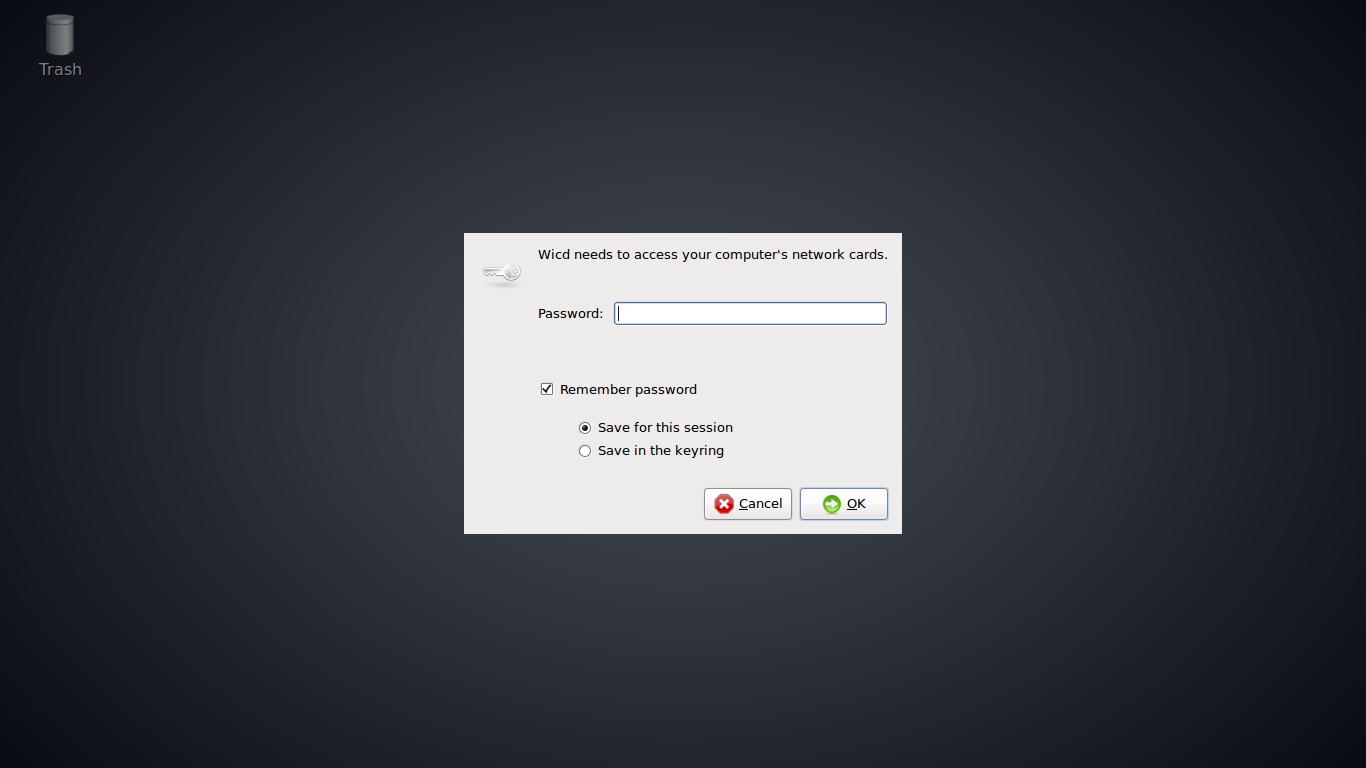 Trash
Wicd needs to access your computer's network cards.
Password:
Remember password
Save for this session
Save in the keyring
Cancel
OK